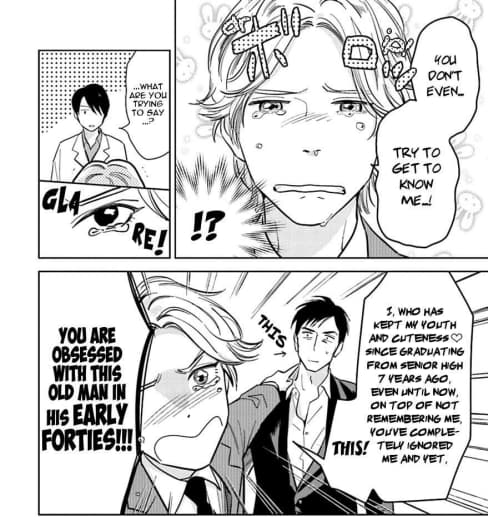 YOU
DON'T
EVEN...
TRY TO
GET TO
KNOW
ME...!
!?
...WHAT
ARE YOU
TRYING
TO SAY
...?
GLA
RE!
I, WHO HAS
KEPT MY YOUTH
AND CUTENESS♡
SINCE GRADUATING
FROM SENIOR HIGH
7 YEARS AGO,
EVEN UNTIL NOW,
ON TOP OF NOT
REMEMBERING ME,
YOU'VE COMPLE-
TELY IGNORED
ME AND YET,
THIS
THIS!
YOU ARE
OBSESSED
WITH THIS
OLD MAN IN
HIS EARLY
FORTIES!!!